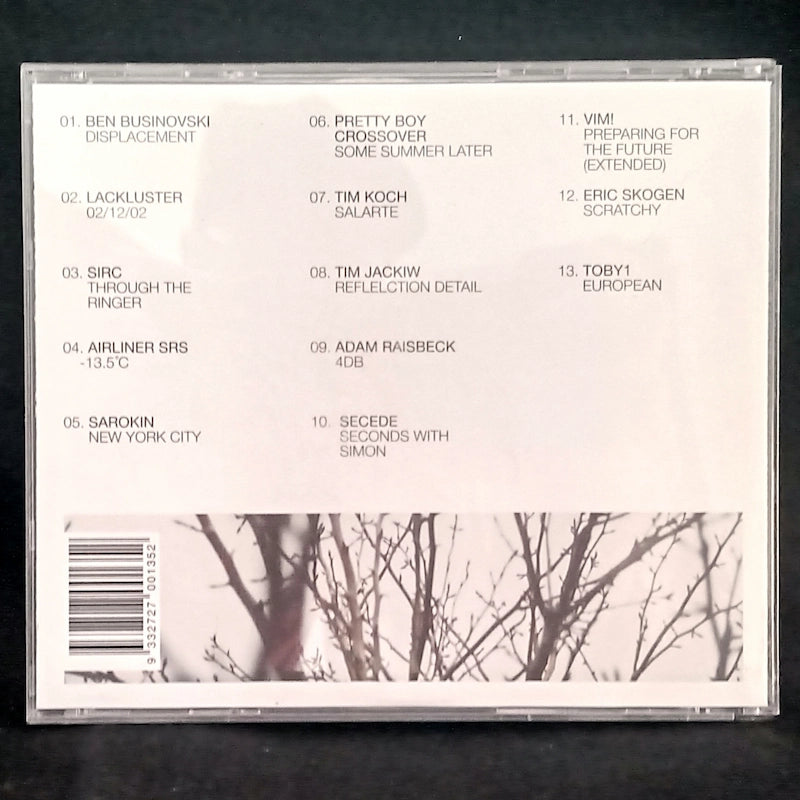 01. BEN BUSINOVSKI
DISPLACEMENT
02. LACKLUSTER
02/12/02
03. SIRC
THROUGH THE
RINGER
04. AIRLINER SRS
-13.5°C
05. SAROKIN
NEW YORK CITY
06. PRETTY BOY
CROSSOVER
SOME SUMMER LATER
07. TIM KOCH
SALARTE
08. TIM JACKIW
REFLELCTION DETAIL
09. ADAM RAISBECK
4DB
10. SECEDE
SECONDS WITH
SIMON
11. VIM!
PREPARING FOR
THE FUTURE
(EXTENDED)
12. ERIC SKOGEN
SCRATCHY
13. TOBY1
EUROPEAN
9 332727 001352